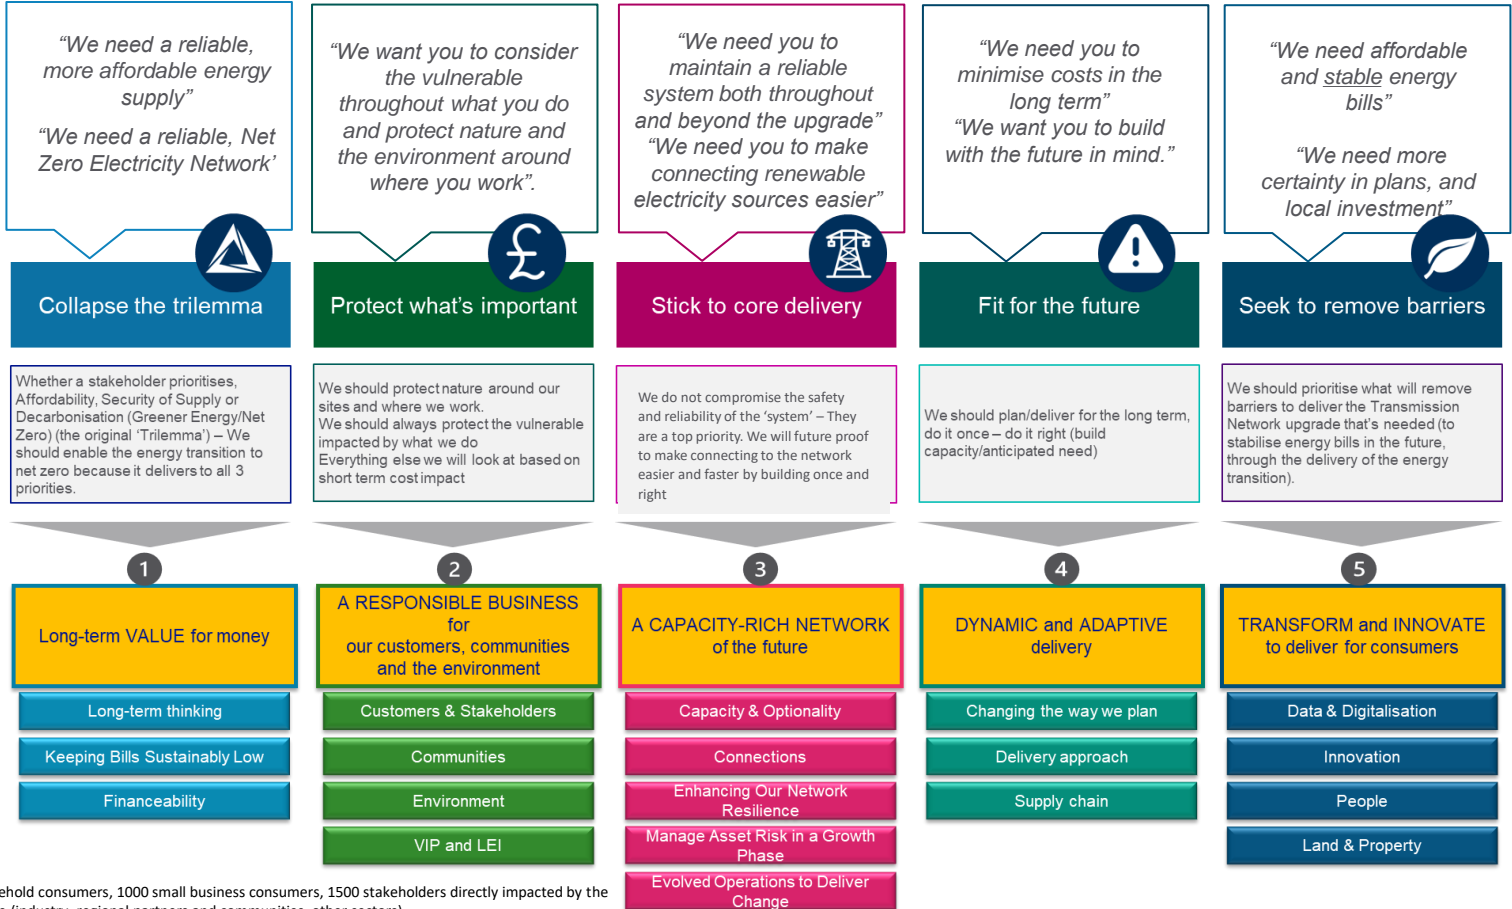 “We need a reliable,
more affordable energy
supply”
“We need a reliable, Net
Zero Electricity Network’
“We want you to consider
the vulnerable
throughout what you do
and protect nature and
the environment around
where you work”.
“We need you to
maintain a reliable
system both throughout
and beyond the upgrade”
“We need you to make
connecting renewable
electricity sources easier”
“We need you to
minimise costs in the
long term”
“We want you to build
with the future in mind.”
“We need affordable
and stable energy
bills”
“We need more
certainty in plans, and
local investment”
Collapse the trilemma
Protect what’s important
Stick to core delivery
Fit for the future
Seek to remove barriers
Whether a stakeholder prioritises,
Affordability, Security of Supply or
Decarbonisation (Greener Energy/Net
Zero) (the original ‘Trilemma’) – We
should enable the energy transition to
net zero because it delivers to all 3
priorities.
We should protect nature around our
sites and where we work.
We should always protect the vulnerable
impacted by what we do
Everything else we will look at based on
short term cost impact
We do not compromise the safety
and reliability of the ‘system’ – They
are a top priority. We will future proof
to make connecting to the network
easier and faster by building once and
right
We should plan/deliver for the long term,
do it once – do it right (build
capacity/anticipated need)
We should prioritise what will remove
barriers to deliver the Transmission
Network upgrade that’s needed (to
stabilise energy bills in the future,
through the delivery of the energy
transition).
1
2
3
4
5
Long-term VALUE for money
A RESPONSIBLE BUSINESS
for
our customers, communities
and the environment
A CAPACITY-RICH NETWORK
of the future
DYNAMIC and ADAPTIVE
delivery
TRANSFORM and INNOVATE
to deliver for consumers
Long-term thinking
Keeping Bills Sustainably Low
Financeability
Customers & Stakeholders
Communities
Environment
VIP and LEI
Capacity & Optionality
Connections
Enhancing Our Network
Resilience
Manage Asset Risk in a Growth
Phase
Evolved Operations to Deliver
Change
Changing the way we plan
Delivery approach
Supply chain
Data & Digitalisation
Innovation
People
Land & Property
ehold consumers, 1000 small business consumers, 1500 stakeholders directly impacted by the
(industry, regional partners and communities, other sectors)